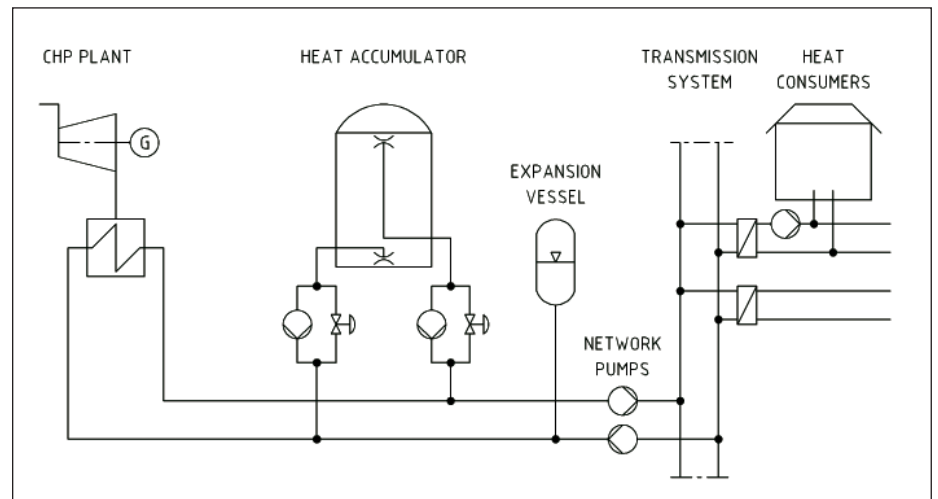 CHP PLANT
HEAT ACCUMULATOR
TRANSMISSION
SYSTEM
HEAT
CONSUMERS
G
EXPANSION
VESSEL
NETWORK
PUMPS